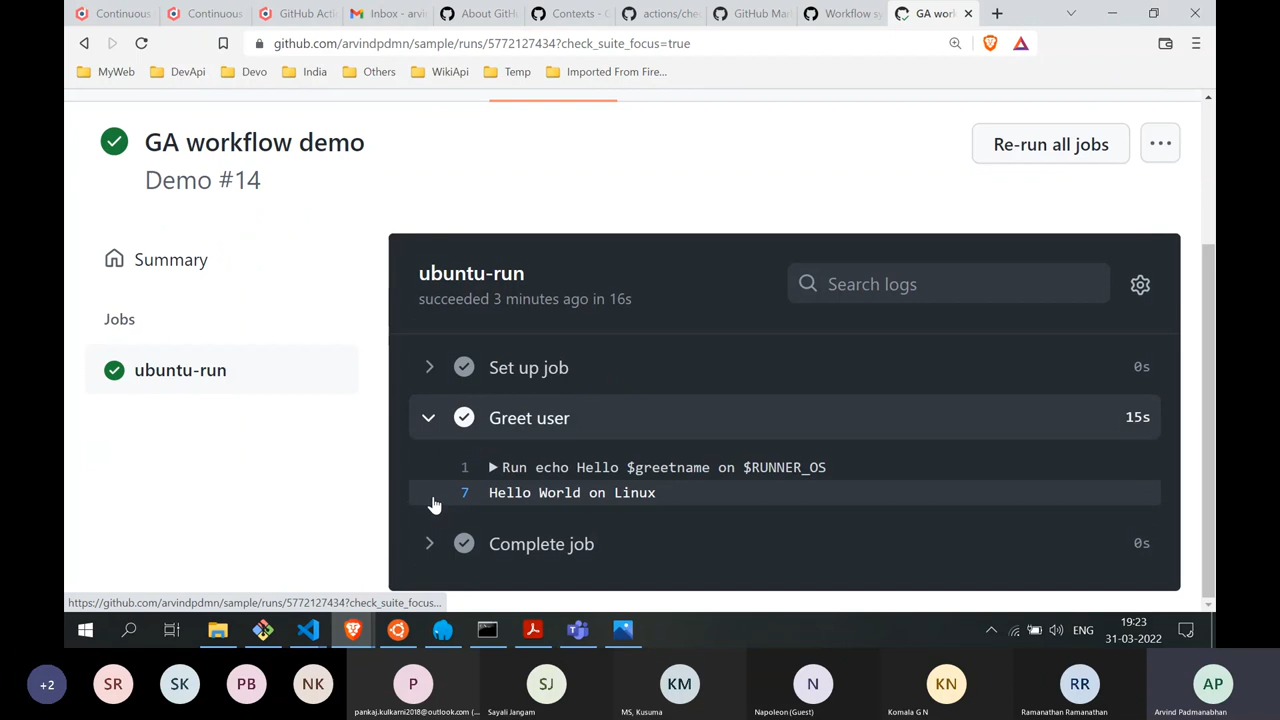 Continuous
Continuous
GitHub Acti
Inbox - arvi
About GitH
Contexts - G
actions/che
GitHub Mar
Workflow sy
GA work
github.com/arvindpdmn/sample/runs/5772127434?check_suite_focus=true
MyWeb
DevApi
Devo
India
Others
WikiApi
Temp
Imported From Fire...
GA workflow demo
Demo #14
Re-run all jobs
Summary
Jobs
ubuntu-run
ubuntu-run
succeeded 3 minutes ago in 16s
Search logs
Set up job 0s
Greet user 15s
1 Run echo Hello $greetname on $RUNNER_OS
7 Hello World on Linux
Complete job 0s
https://github.com/arvindpdmn/sample/runs/5772127434?check_suite_focus...
ENG
19:23
31-03-2022
+2
SR
SK
PB
NK
P
pankaj.kulkarni2018@outlook.com (...
SJ
Sayali Jangam
KM
MS, Kusuma
N
Napoleon (Guest)
KN
Komala G N
RR
Ramanathan Ramanathan
AP
Arvind Padmanabhan